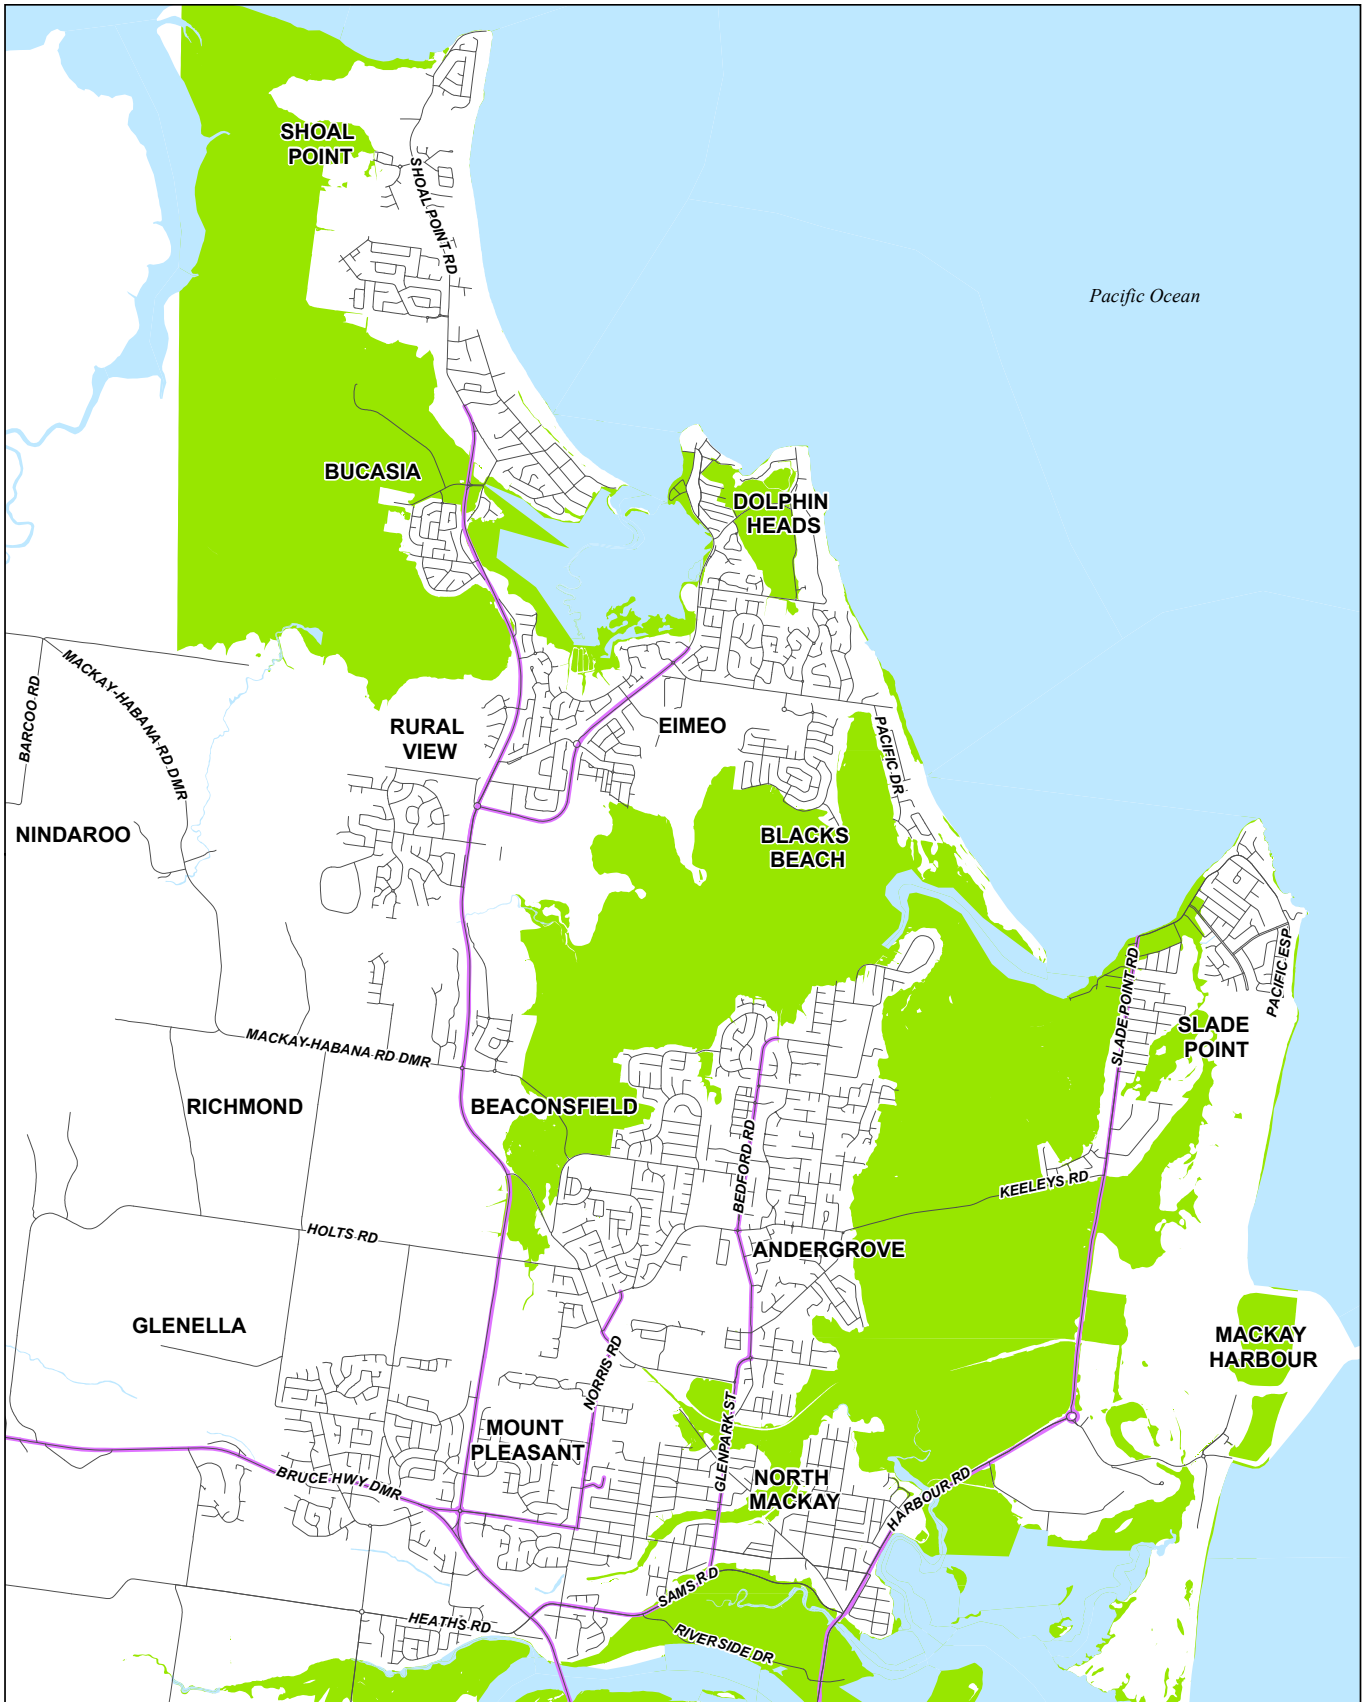 SHOAL
POINT
SHOAL POINT RD
Pacific Ocean
BUCASIA
DOLPHIN
HEADS
BARCOO RD
MACKAY-HABANA RD DMR
RURAL
VIEW
EIMEO
PACIFIC DR
NINDAROO
BLACKS
BEACH
SLADE POINT RD
PACIFIC ESP
SLADE
POINT
MACKAY-HABANA RD DMR
RICHMOND
BEACONSFIELD
BEDFORD RD
KEELEYS RD
HOLTS RD
ANDERGROVE
GLENELLA
MACKAY
HARBOUR
NORRIS RD
MOUNT
PLEASANT
GLENPARK ST
BRUCE HWY DMR
NORTH
MACKAY
HARBOUR RD
SAMS RD
HEATHS RD
RIVERSIDE DR